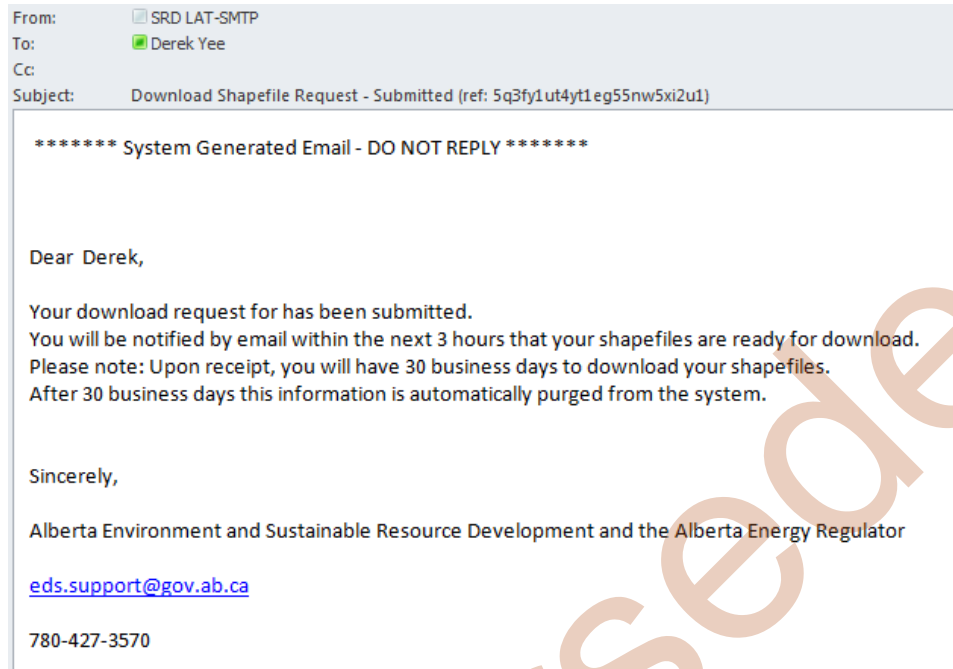 From: SRD LAT-SMTP
To: Derek Yee
Cc:
Subject: Download Shapefile Request - Submitted (ref: 5q3fy1ut4yt1eg55nw5xi2u1)
******* System Generated Email - DO NOT REPLY *******
Dear Derek,
Your download request for has been submitted.
You will be notified by email within the next 3 hours that your shapefiles are ready for download.
Please note: Upon receipt, you will have 30 business days to download your shapefiles.
After 30 business days this information is automatically purged from the system.
Sincerely,
Alberta Environment and Sustainable Resource Development and the Alberta Energy Regulator
eds.support@gov.ab.ca
780-427-3570